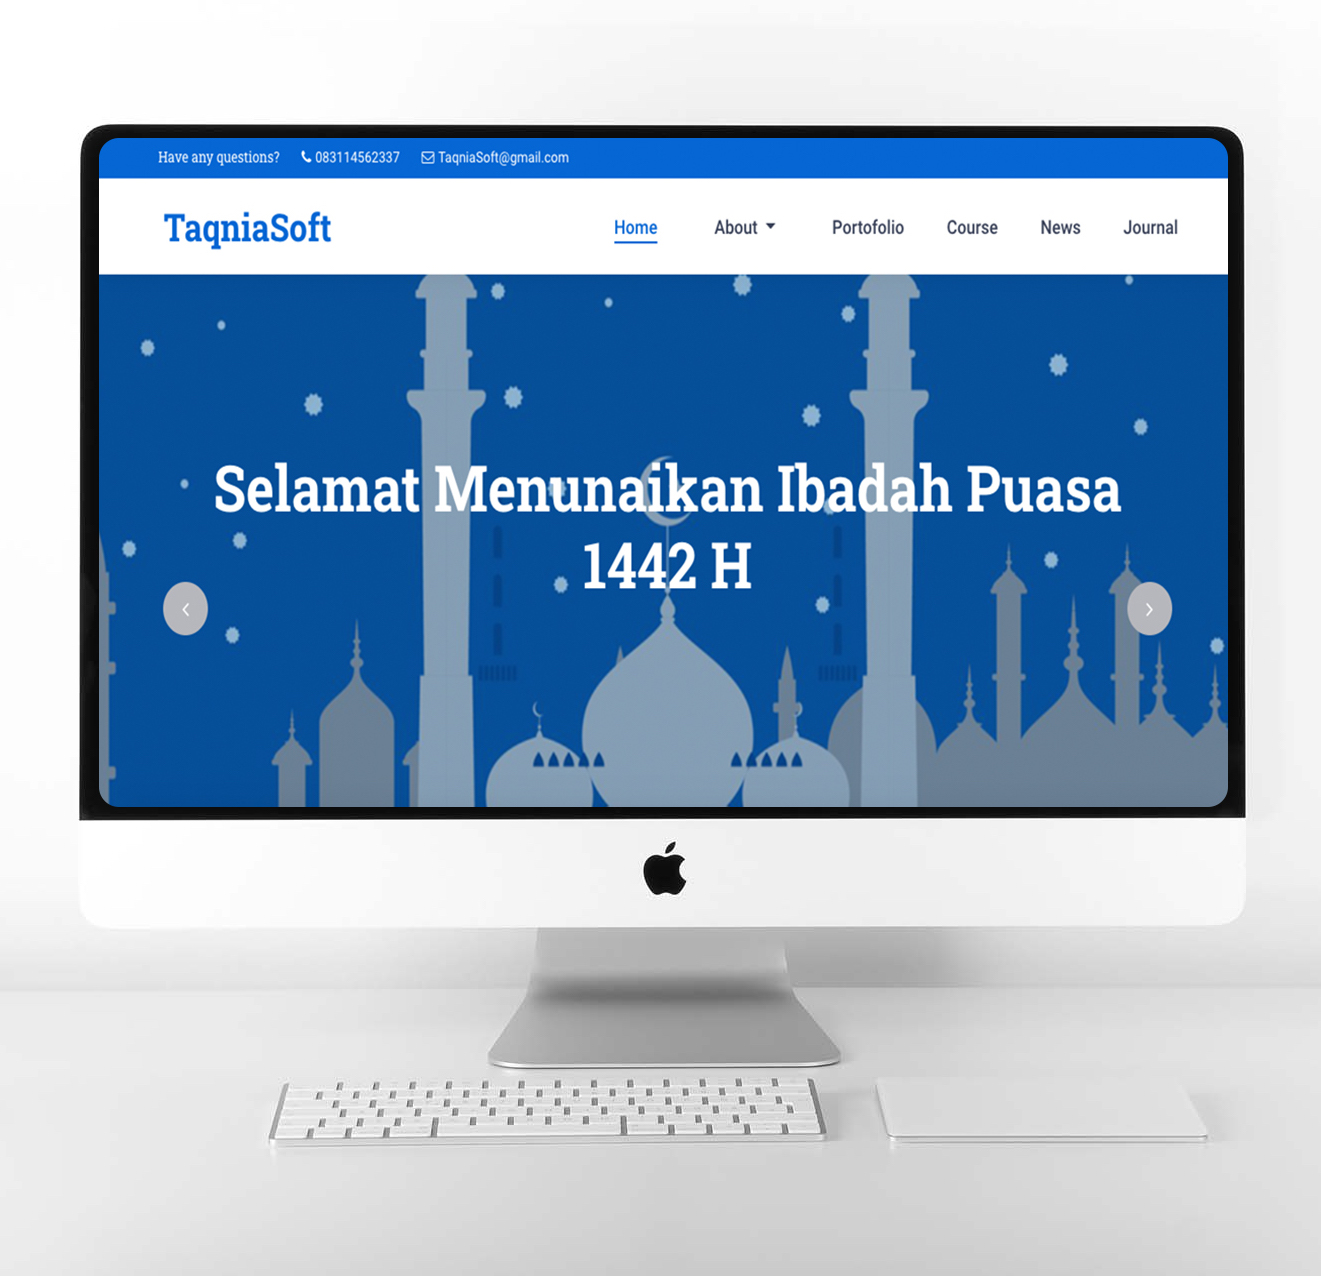 Have any questions? 083114562337 TaqniaSoft@gmail.com
TaqniaSoft Home About Portofolio Course News Journal
Selamat Menunaikan Ibadah Puasa
1442 H